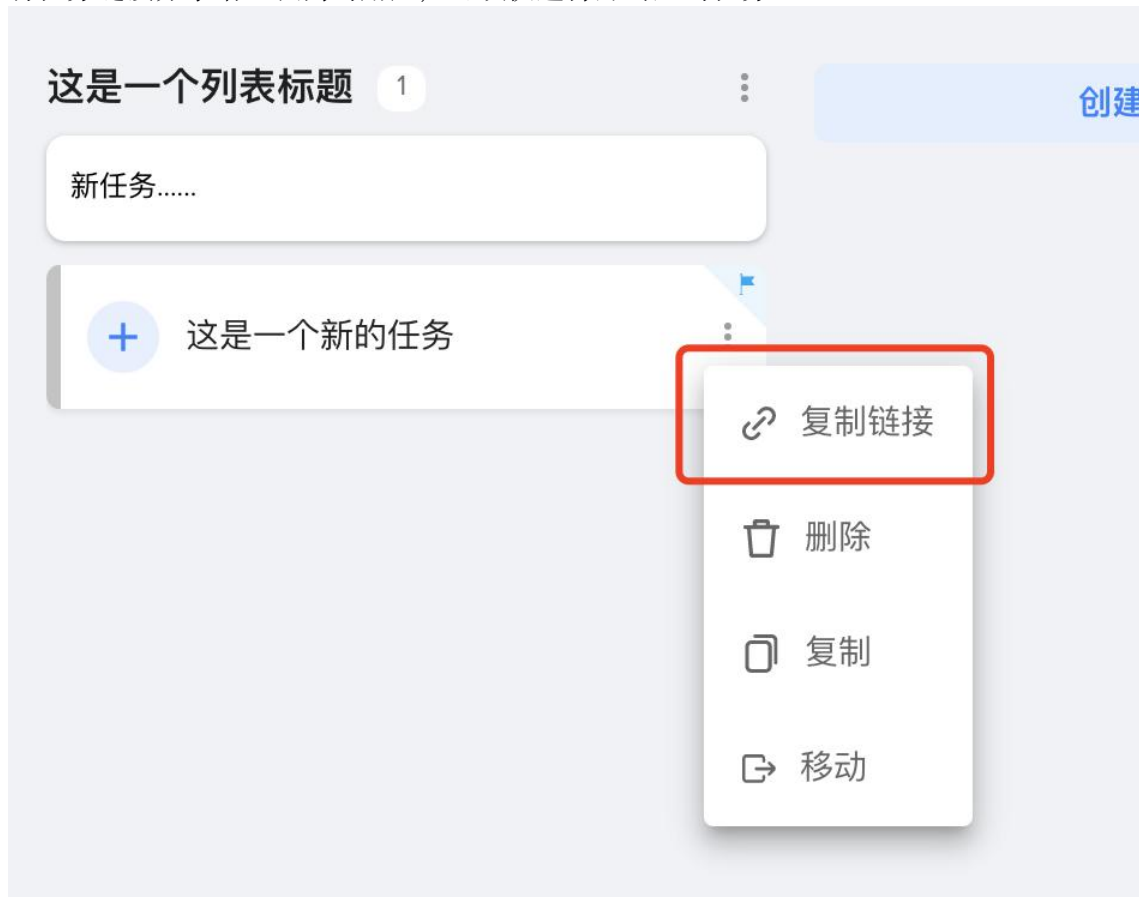 这是一个列表标题 1
创建
新任务......
这是一个新的任务
复制链接
删除
复制
移动